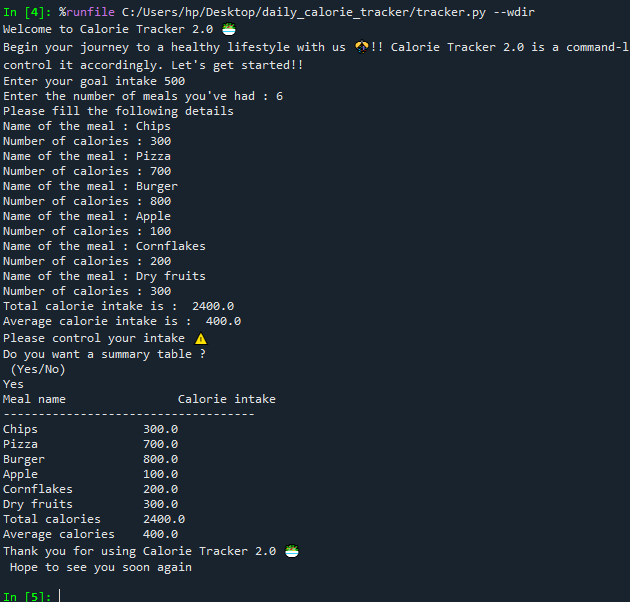 In [4]: %runfile C:/Users/hp/Desktop/daily_calorie_tracker/tracker.py --wdir
Welcome to Calorie Tracker 2.0 🥗
Begin your journey to a healthy lifestyle with us !! Calorie Tracker 2.0 is a command-l
control it accordingly. Let's get started!!
Enter your goal intake 500
Enter the number of meals you've had : 6
Please fill the following details
Name of the meal : Chips
Number of calories : 300
Name of the meal : Pizza
Number of calories : 700
Name of the meal : Burger
Number of calories : 800
Name of the meal : Apple
Number of calories : 100
Name of the meal : Cornflakes
Number of calories : 200
Name of the meal : Dry fruits
Number of calories : 300
Total calorie intake is :  2400.0
Average calorie intake is :  400.0
Please control your intake ⚠️
Do you want a summary table ?
 (Yes/No)
Yes
Meal name                Calorie intake
------------------------------------
Chips               300.0
Pizza               700.0
Burger              800.0
Apple               100.0
Cornflakes          200.0
Dry fruits          300.0
Total calories      2400.0
Average calories    400.0
Thank you for using Calorie Tracker 2.0 🥗
 Hope to see you soon again
In [5]: